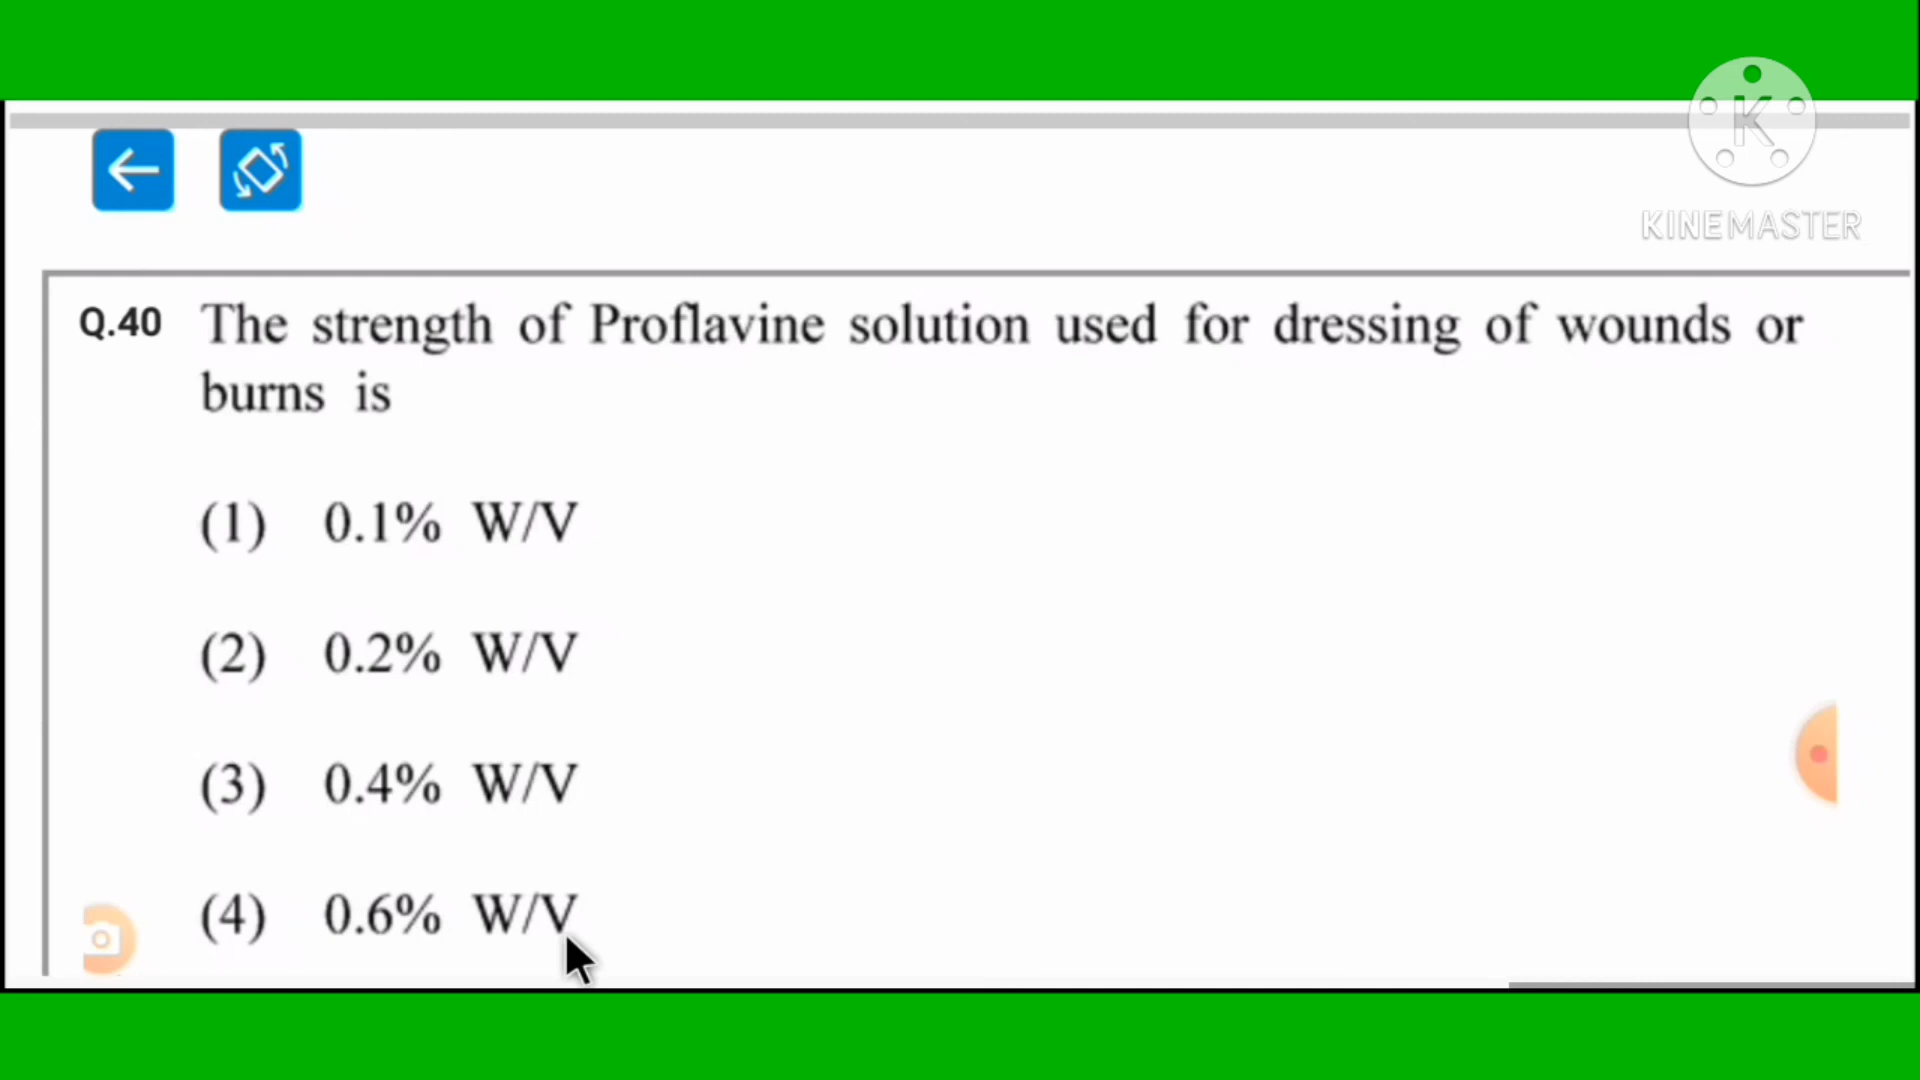 KINEMASTER
Q.40 The strength of Proflavine solution used for dressing of wounds or
burns is
(1) 0.1% W/V
(2) 0.2% W/V
(3) 0.4% W/V
(4) 0.6% W/V